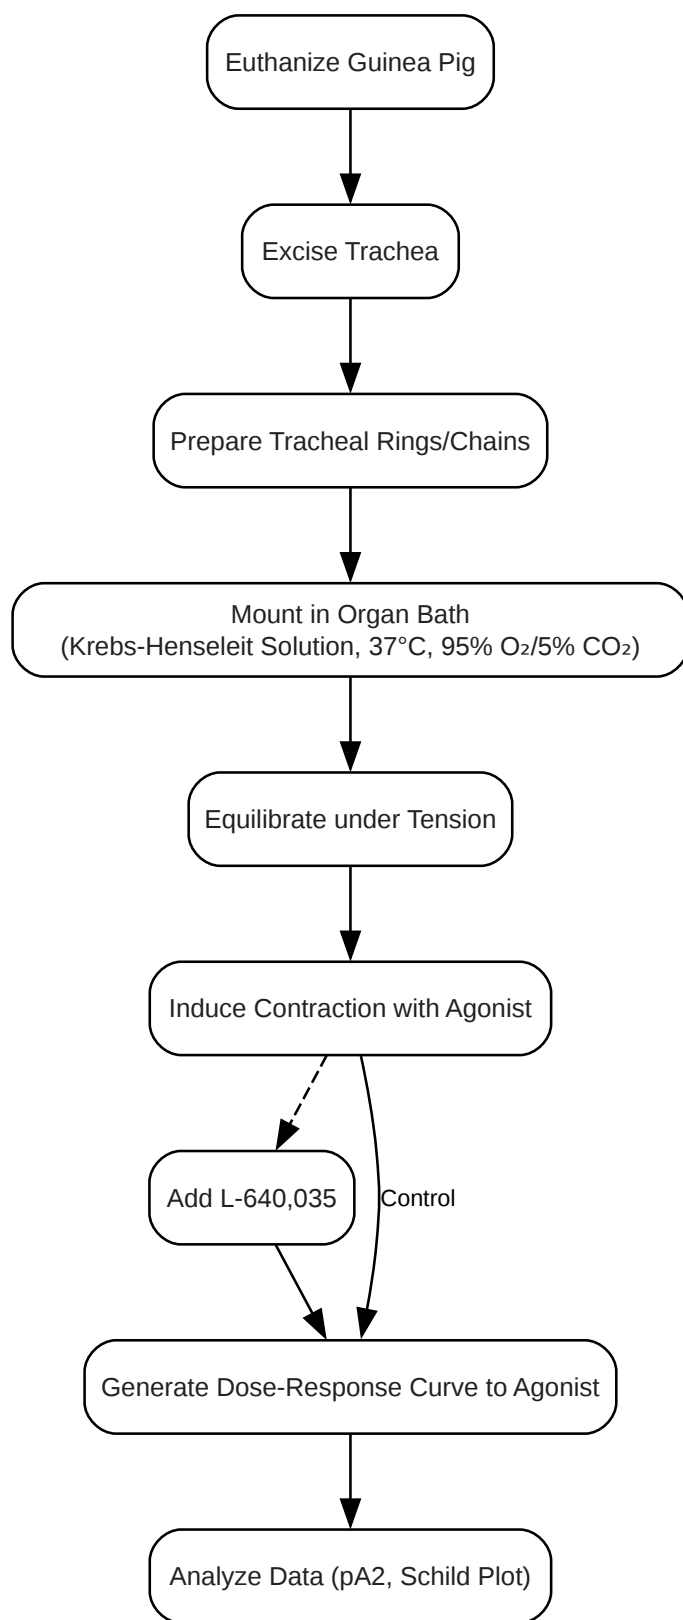 Euthanize Guinea Pig
Excise Trachea
Prepare Tracheal Rings/Chains
Mount in Organ Bath
(Krebs-Henseleit Solution, 37°C, 95% O₂/5% CO₂)
Equilibrate under Tension
Induce Contraction with Agonist
Add L-640,035
Control
Generate Dose-Response Curve to Agonist
Analyze Data (pA2, Schild Plot)